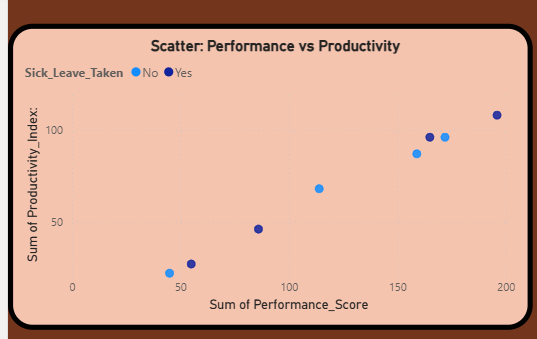 Scatter: Performance vs Productivity
Sick_Leave_Taken No Yes
Sum of Productivity_Index:
100
50
0 50 100 150 200
Sum of Performance_Score